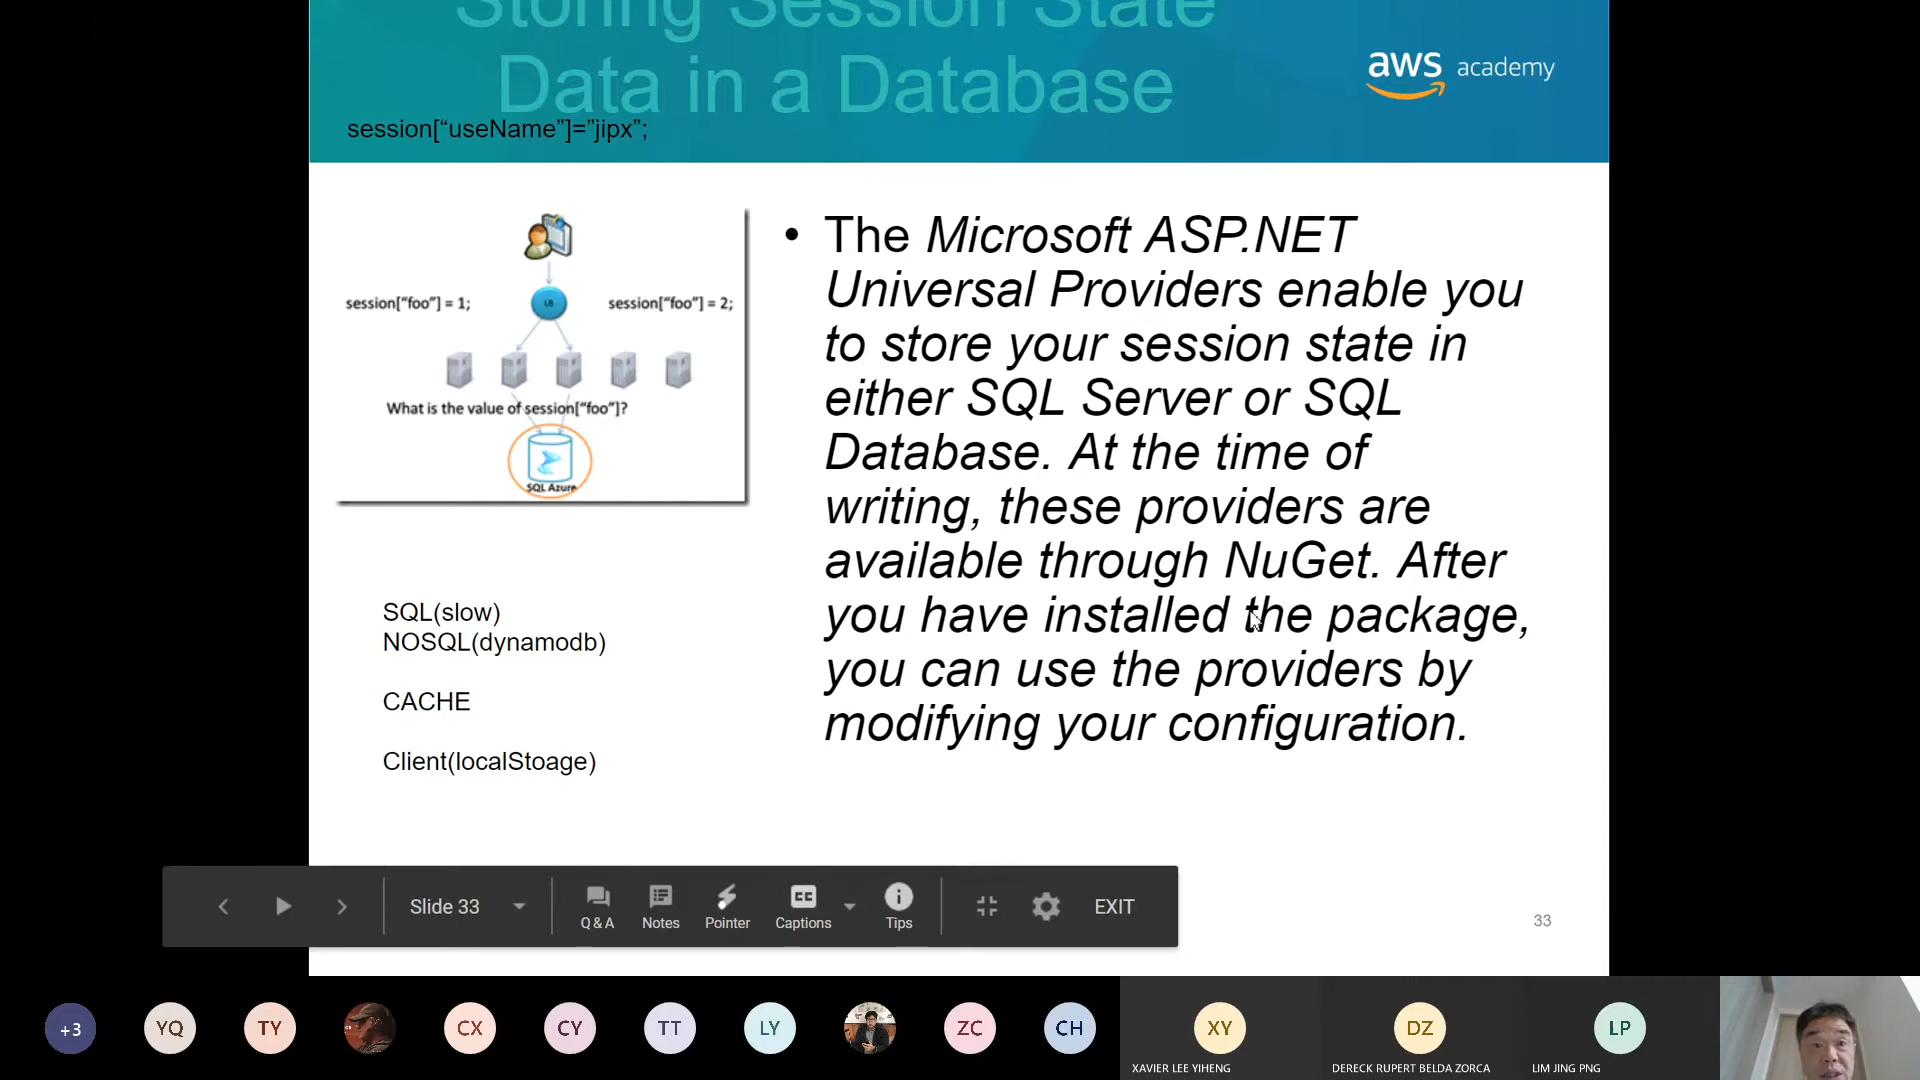 Storing Session State
Data in a Database
aws academy
session[“useName”]=”jipx”;
session["foo"] = 1;
LB
session["foo"] = 2;
What is the value of session["foo"]?
SQL Azure
• The Microsoft ASP.NET
Universal Providers enable you
to store your session state in
either SQL Server or SQL
Database. At the time of
writing, these providers are
available through NuGet. After
you have installed the package,
you can use the providers by
modifying your configuration.
SQL(slow)
NOSQL(dynamodb)
CACHE
Client(localStoage)
Slide 33
Q & A
Notes
Pointer
CC
Captions
Tips
EXIT
33
+3
YQ
TY
CX
CY
TT
LY
ZC
CH
XY
XAVIER LEE YIHENG
DZ
DERECK RUPERT BELDA ZORCA
LP
LIM JING PNG